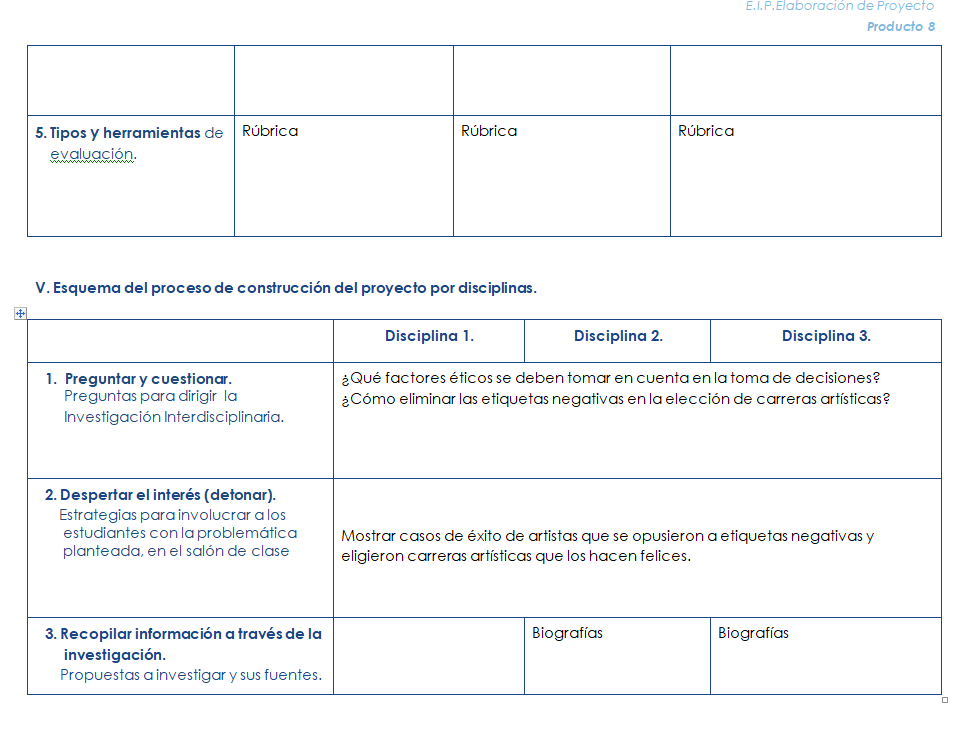 E.I.P.Elaboración de Proyecto
Producto 8
5. Tipos y herramientas de
evaluación.
Rúbrica
Rúbrica
Rúbrica
V. Esquema del proceso de construcción del proyecto por disciplinas.
Disciplina 1.
Disciplina 2.
Disciplina 3.
1. Preguntar y cuestionar.
Preguntas para dirigir la
Investigación Interdisciplinaria.
¿Qué factores éticos se deben tomar en cuenta en la toma de decisiones?
¿Cómo eliminar las etiquetas negativas en la elección de carreras artísticas?
2. Despertar el interés (detonar).
Estrategias para involucrar a los
estudiantes con la problemática
planteada, en el salón de clase
Mostrar casos de éxito de artistas que se opusieron a etiquetas negativas y
eligieron carreras artísticas que los hacen felices.
3. Recopilar información a través de la
investigación.
Propuestas a investigar y sus fuentes.
Biografías
Biografías